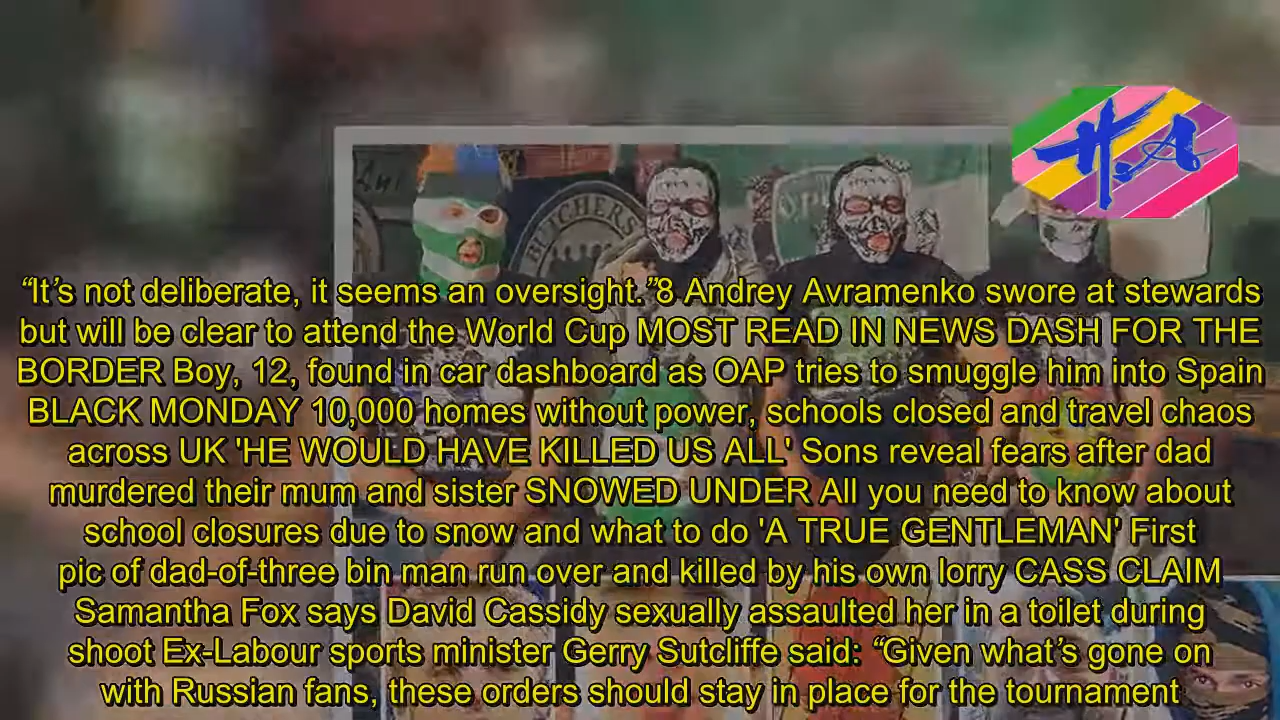 H.A
BUTCHERS
“It’s not deliberate, it seems an oversight.”8 Andrey Avramenko swore at stewards
but will be clear to attend the World Cup MOST READ IN NEWS DASH FOR THE
BORDER Boy, 12, found in car dashboard as OAP tries to smuggle him into Spain
BLACK MONDAY 10,000 homes without power, schools closed and travel chaos
across UK 'HE WOULD HAVE KILLED US ALL' Sons reveal fears after dad
murdered their mum and sister SNOWED UNDER All you need to know about
school closures due to snow and what to do 'A TRUE GENTLEMAN' First
pic of dad-of-three bin man run over and killed by his own lorry CASS CLAIM
Samantha Fox says David Cassidy sexually assaulted her in a toilet during
shoot Ex-Labour sports minister Gerry Sutcliffe said: “Given what’s gone on
with Russian fans, these orders should stay in place for the tournament